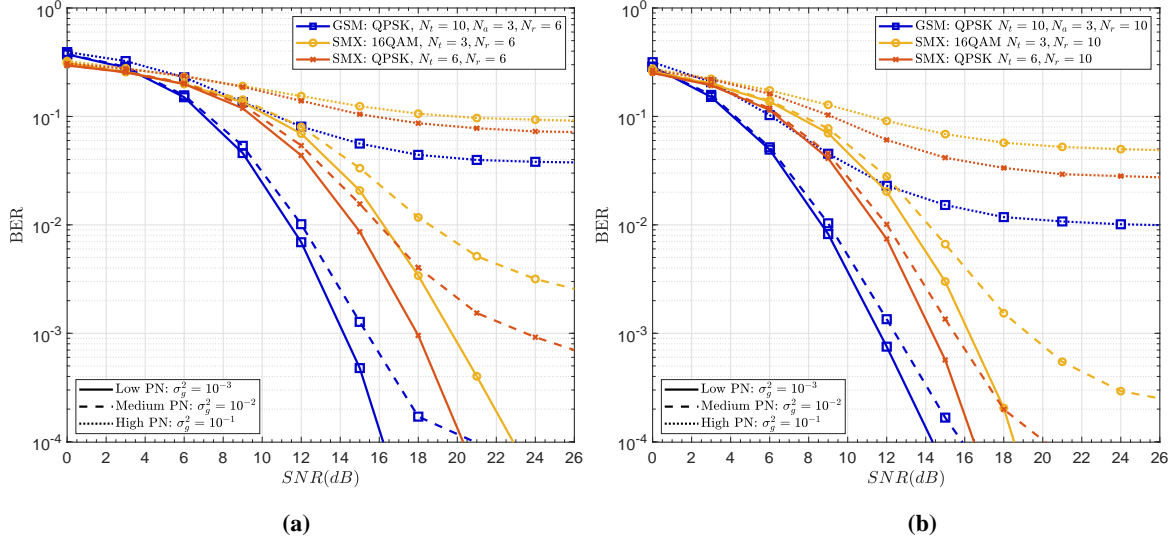 GSM: QPSK, N_t = 10, N_a = 3, N_r = 6
SMX: 16QAM, N_t = 3, N_r = 6
SMX: QPSK, N_t = 6, N_r = 6
10^0
10^-1
10^-2
10^-3
10^-4
BER
Low PN: σ_g^2 = 10^-3
Medium PN: σ_g^2 = 10^-2
High PN: σ_g^2 = 10^-1
0 2 4 6 8 10 12 14 16 18 20 22 24 26
SNR(dB)
(a)
GSM: QPSK N_t = 10, N_a = 3, N_r = 10
SMX: 16QAM N_t = 3, N_r = 10
SMX: QPSK N_t = 6, N_r = 10
10^0
10^-1
10^-2
10^-3
10^-4
BER
Low PN: σ_g^2 = 10^-3
Medium PN: σ_g^2 = 10^-2
High PN: σ_g^2 = 10^-1
0 2 4 6 8 10 12 14 16 18 20 22 24 26
SNR(dB)
(b)